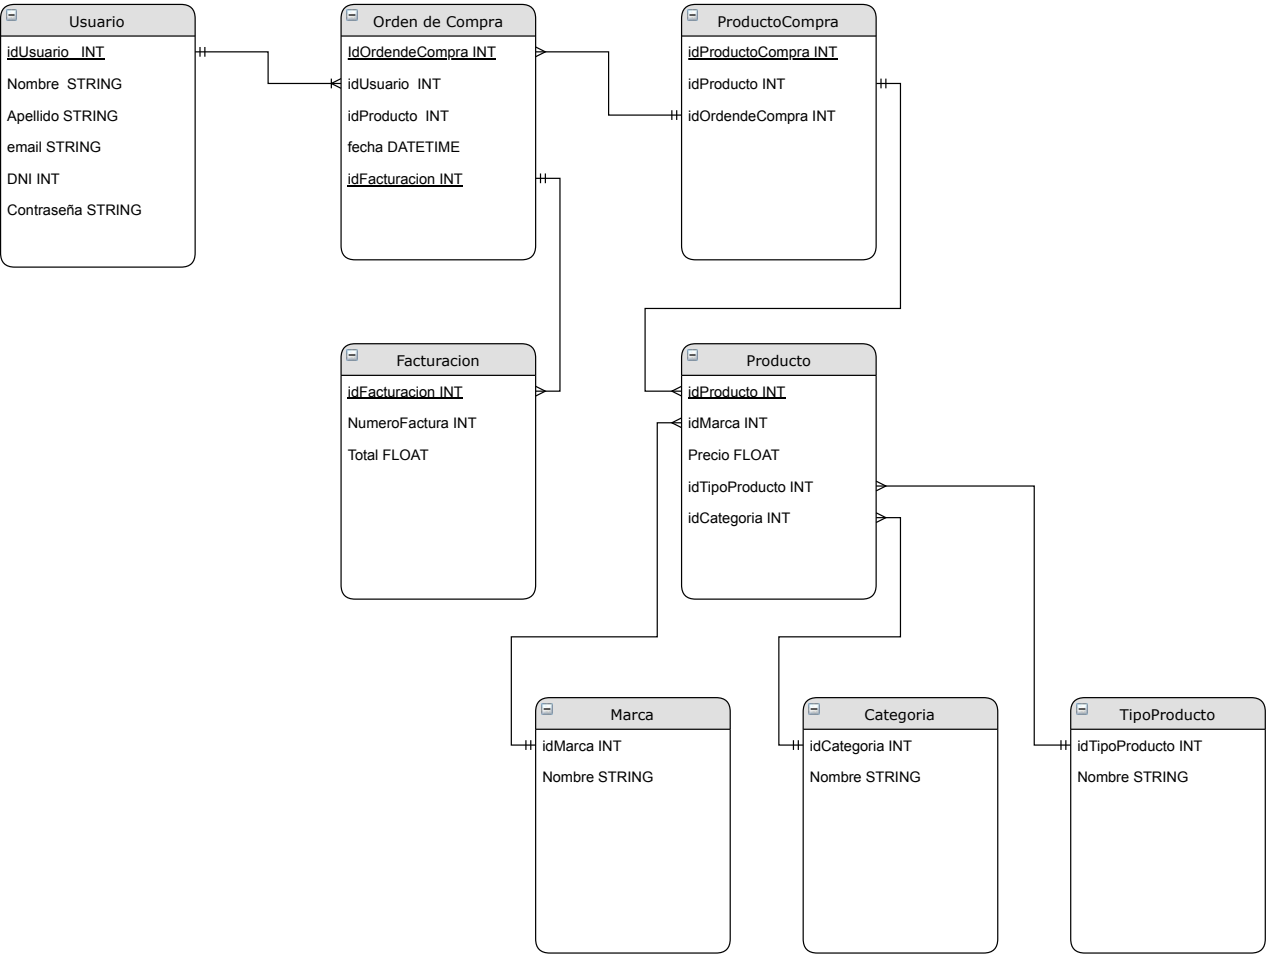 Usuario
idUsuario INT
Nombre STRING
Apellido STRING
email STRING
DNI INT
Contraseña STRING
Orden de Compra
IdOrdendeCompra INT
idUsuario INT
idProducto INT
fecha DATETIME
idFacturacion INT
ProductoCompra
idProductoCompra INT
idProducto INT
idOrdendeCompra INT
Facturacion
idFacturacion INT
NumeroFactura INT
Total FLOAT
Producto
idProducto INT
idMarca INT
Precio FLOAT
idTipoProducto INT
idCategoria INT
Marca
idMarca INT
Nombre STRING
Categoria
idCategoria INT
Nombre STRING
TipoProducto
idTipoProducto INT
Nombre STRING